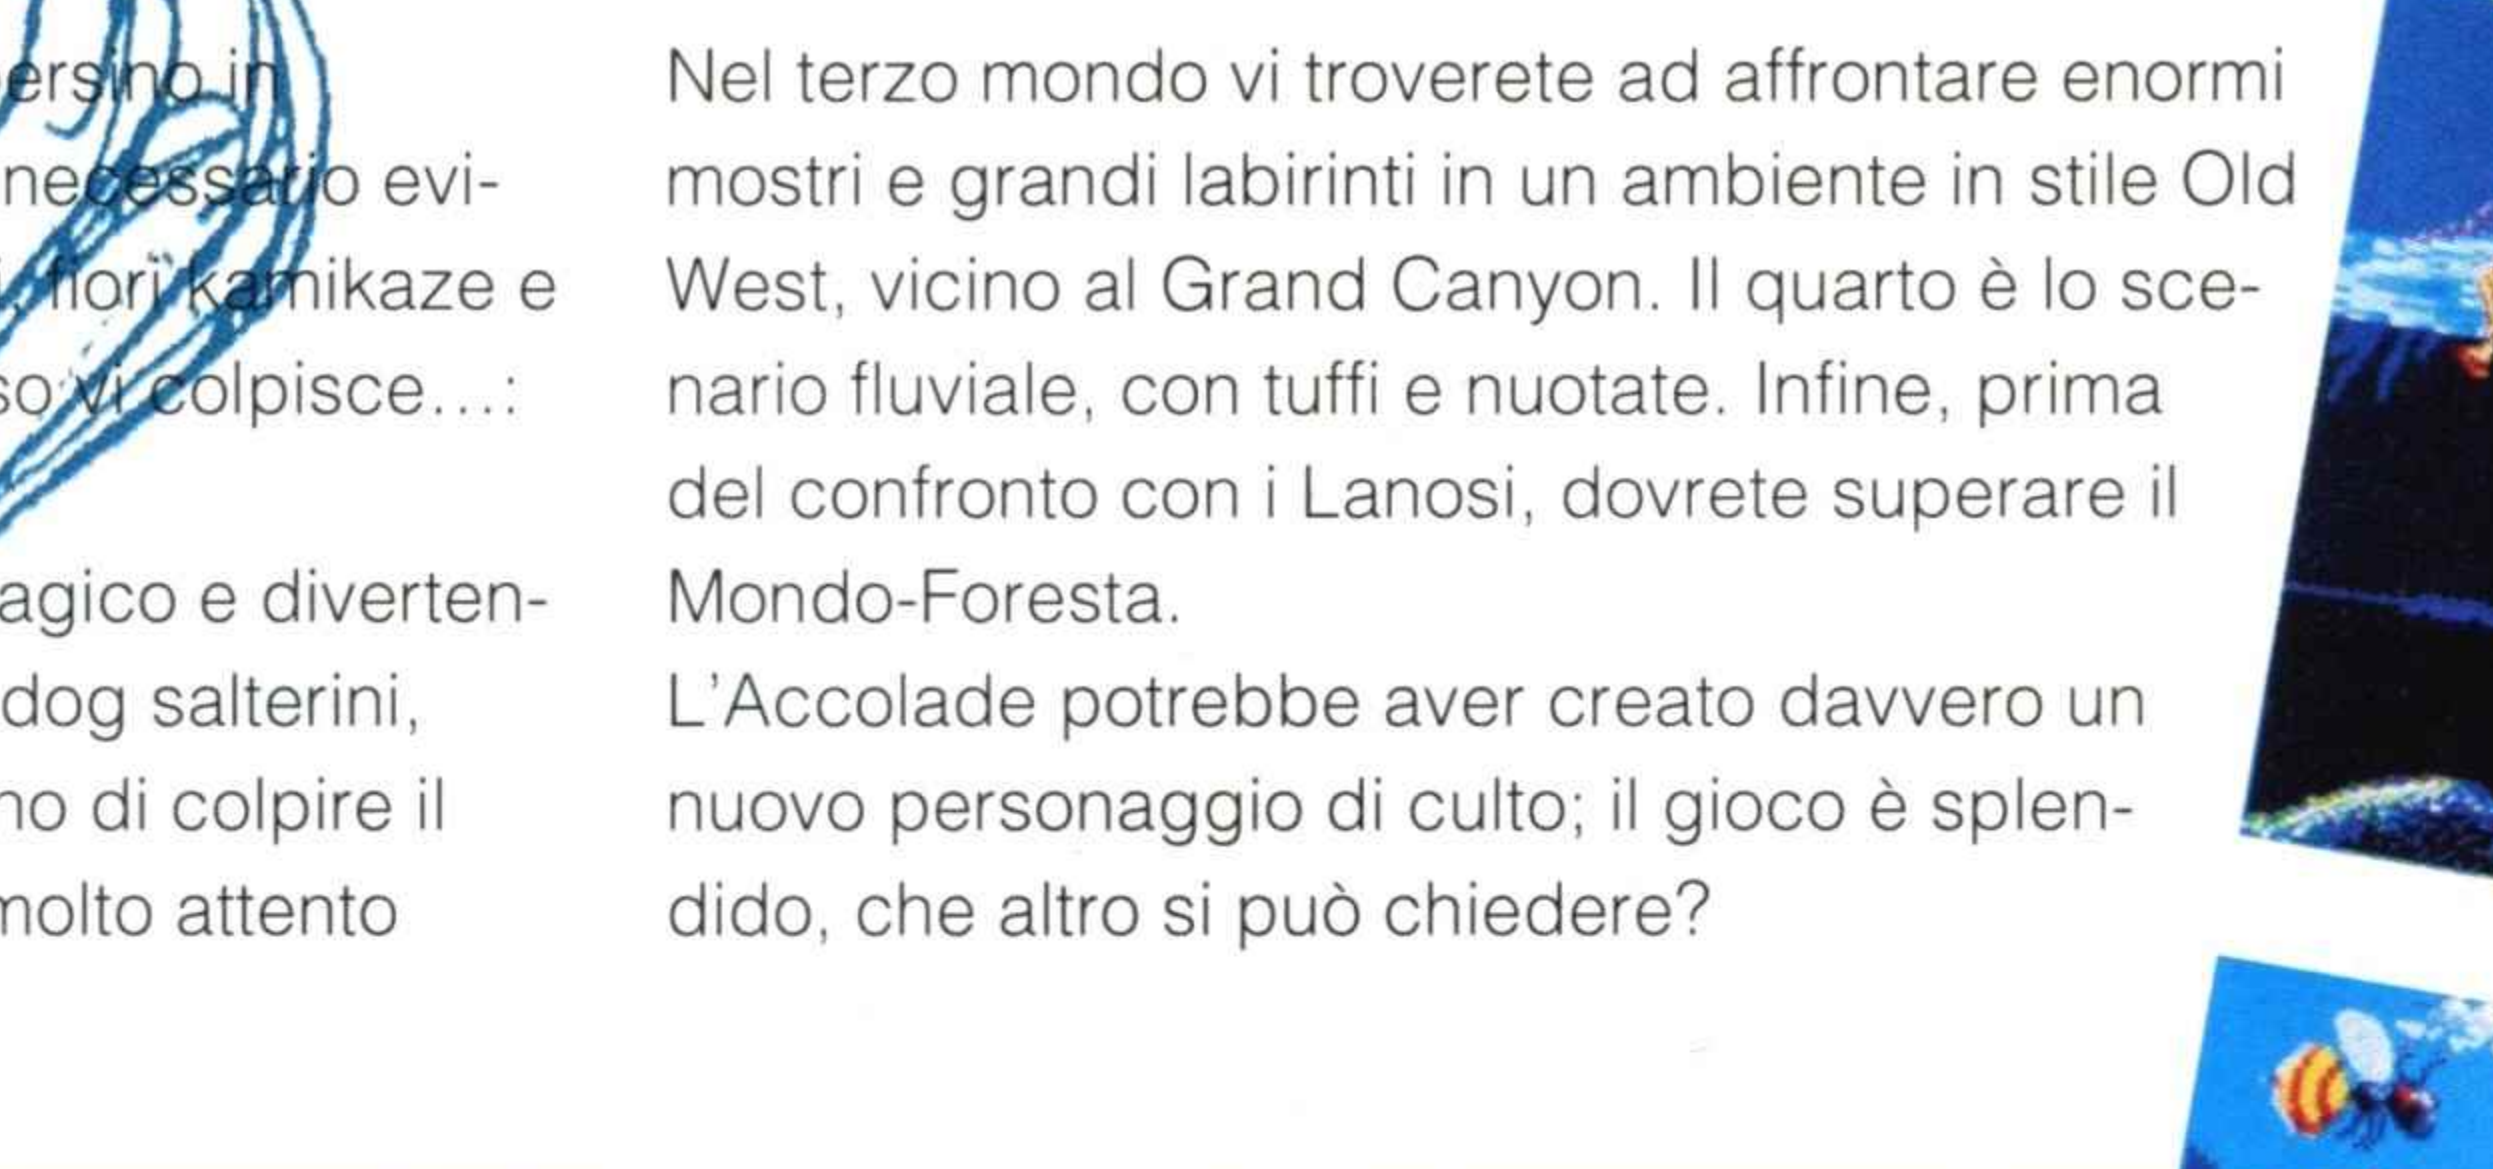 in
necessario evi-
fiori kamikaze e
vi colpisce...:
e diverten-
dog salterini,
di colpire il
molto attento
Nel terzo mondo vi troverete ad affrontare enormi
mostri e grandi labirinti in un ambiente in stile Old
West, vicino al Grand Canyon. Il quarto è lo sce-
nario fluviale, con tuffi e nuotate. Infine, prima
del confronto con i Lanosi, dovrete superare il
Mondo-Foresta.
L'Accolade potrebbe aver creato davvero un
nuovo personaggio di culto; il gioco è splen-
dido, che altro si può chiedere?